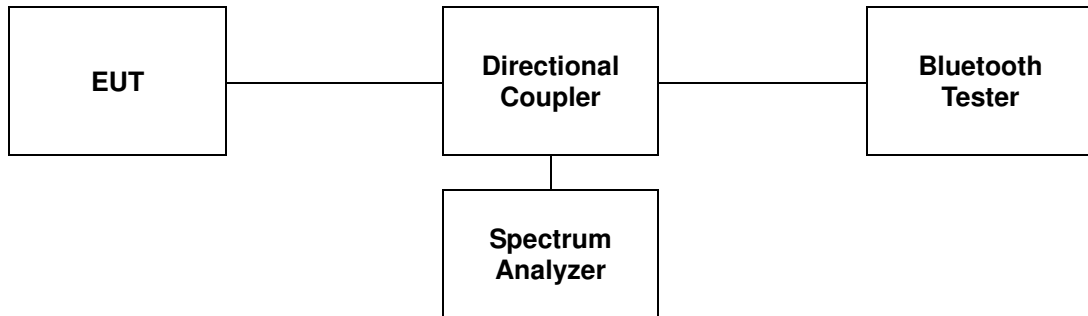 EUT
Directional
Coupler
Bluetooth
Tester
Spectrum
Analyzer